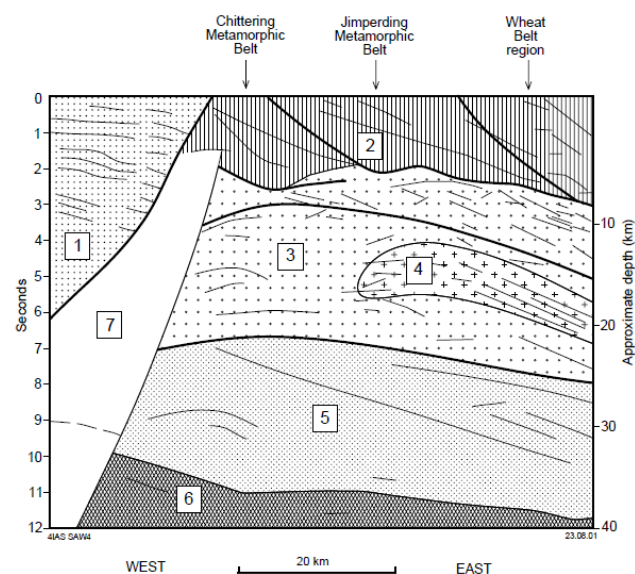 Chittering Metamorphic Belt
Jimperding Metamorphic Belt
Wheat Belt region
0
1
2
3
4
5
6
7
8
9
10
11
12
Seconds
1
2
3
4
5
6
7
10
20
30
40
Approximate depth (km)
4IAS SAW4
23.08.01
WEST
20 km
EAST